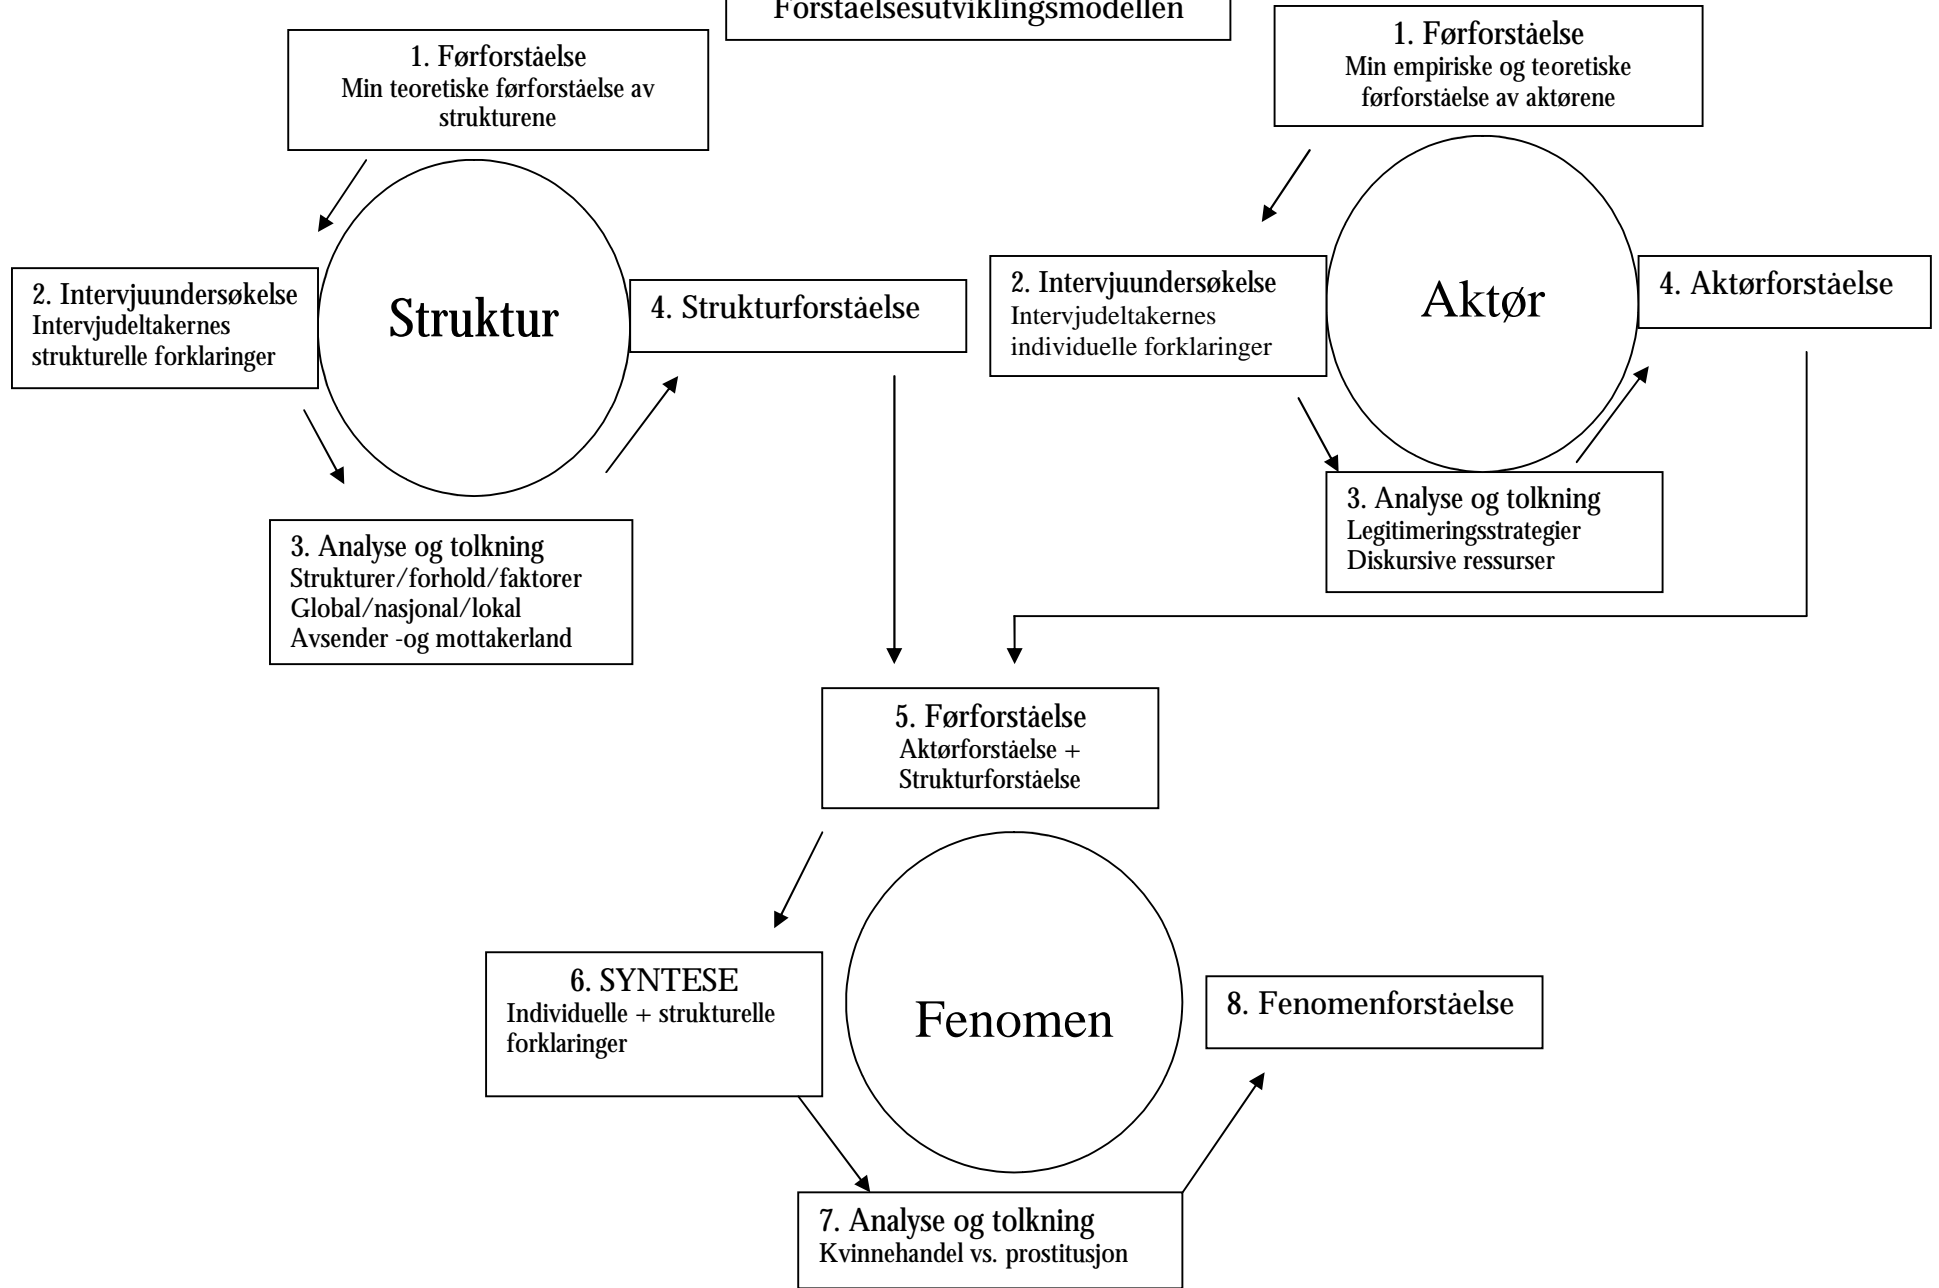 Forståelsesutviklingsmodellen
1. Førforståelse
Min teoretiske førforståelse av
strukturene
2. Intervjuundersøkelse
Intervjudeltakernes
strukturelle forklaringer
Struktur
4. Strukturforståelse
3. Analyse og tolkning
Strukturer/forhold/faktorer
Global/nasjonal/lokal
Avsender -og mottakerland
1. Førforståelse
Min empiriske og teoretiske
førforståelse av aktørene
2. Intervjuundersøkelse
Intervjudeltakernes
individuelle forklaringer
Aktør
4. Aktørforståelse
3. Analyse og tolkning
Legitimeringsstrategier
Diskursive ressurser
5. Førforståelse
Aktørforståelse +
Strukturforståelse
6. SYNTESE
Individuelle + strukturelle
forklaringer
Fenomen
8. Fenomenforståelse
7. Analyse og tolkning
Kvinnehandel vs. prostitusjon